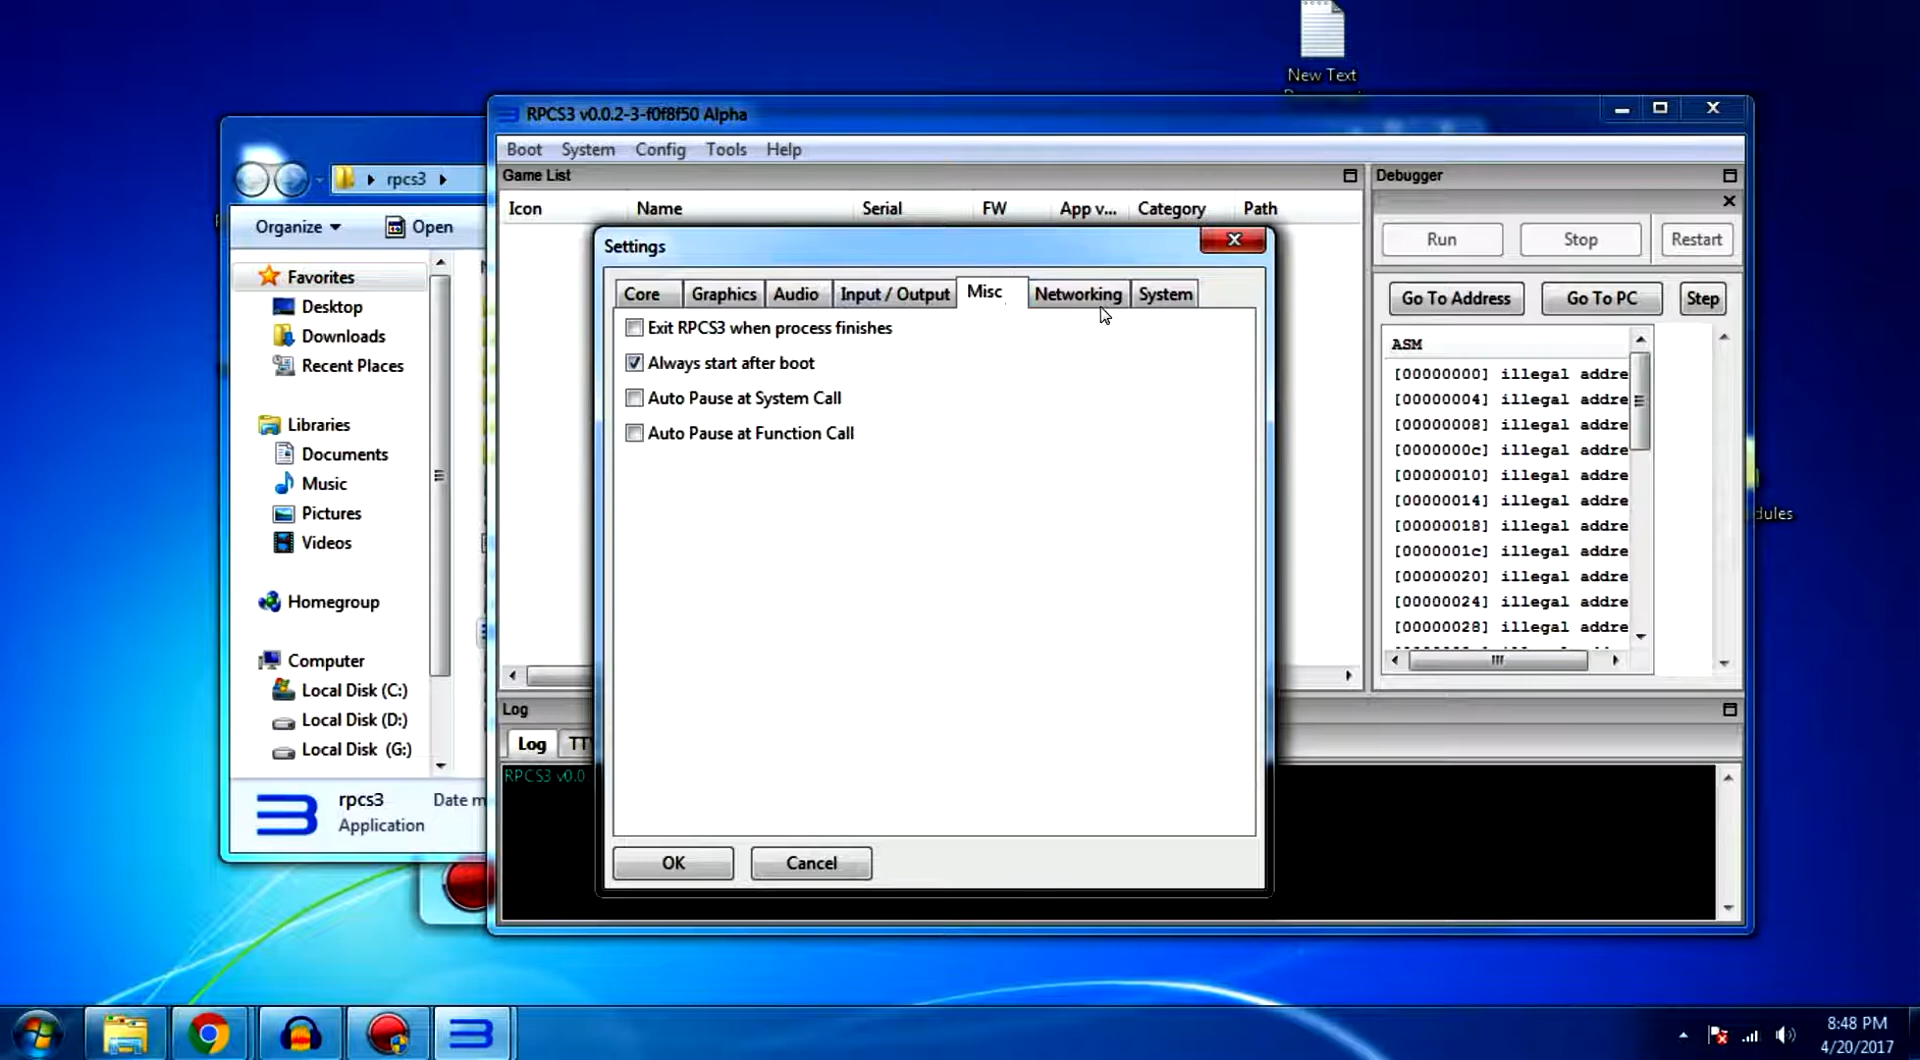 New Text
RPCS3 v0.0.2-3-f0f8f50 Alpha
Boot System Config Tools Help
Game List
Debugger
Icon Name Serial FW App v... Category Path
Run Stop Restart
Go To Address Go To PC Step
ASM
[00000000] illegal addre
[00000004] illegal addre
[00000008] illegal addre
[0000000c] illegal addre
[00000010] illegal addre
[00000014] illegal addre
[00000018] illegal addre
[0000001c] illegal addre
[00000020] illegal addre
[00000024] illegal addre
[00000028] illegal addre
rpcs3
Organize Open
Favorites
Desktop
Downloads
Recent Places
Libraries
Documents
Music
Pictures
Videos
Homegroup
Computer
Local Disk (C:)
Local Disk (D:)
Local Disk (G:)
rpcs3 Date m
Application
Settings
Core Graphics Audio Input / Output Misc Networking System
Exit RPCS3 when process finishes
Always start after boot
Auto Pause at System Call
Auto Pause at Function Call
OK Cancel
Log
Log TT
RPCS3 v0.0
dules
8:48 PM
4/20/2017